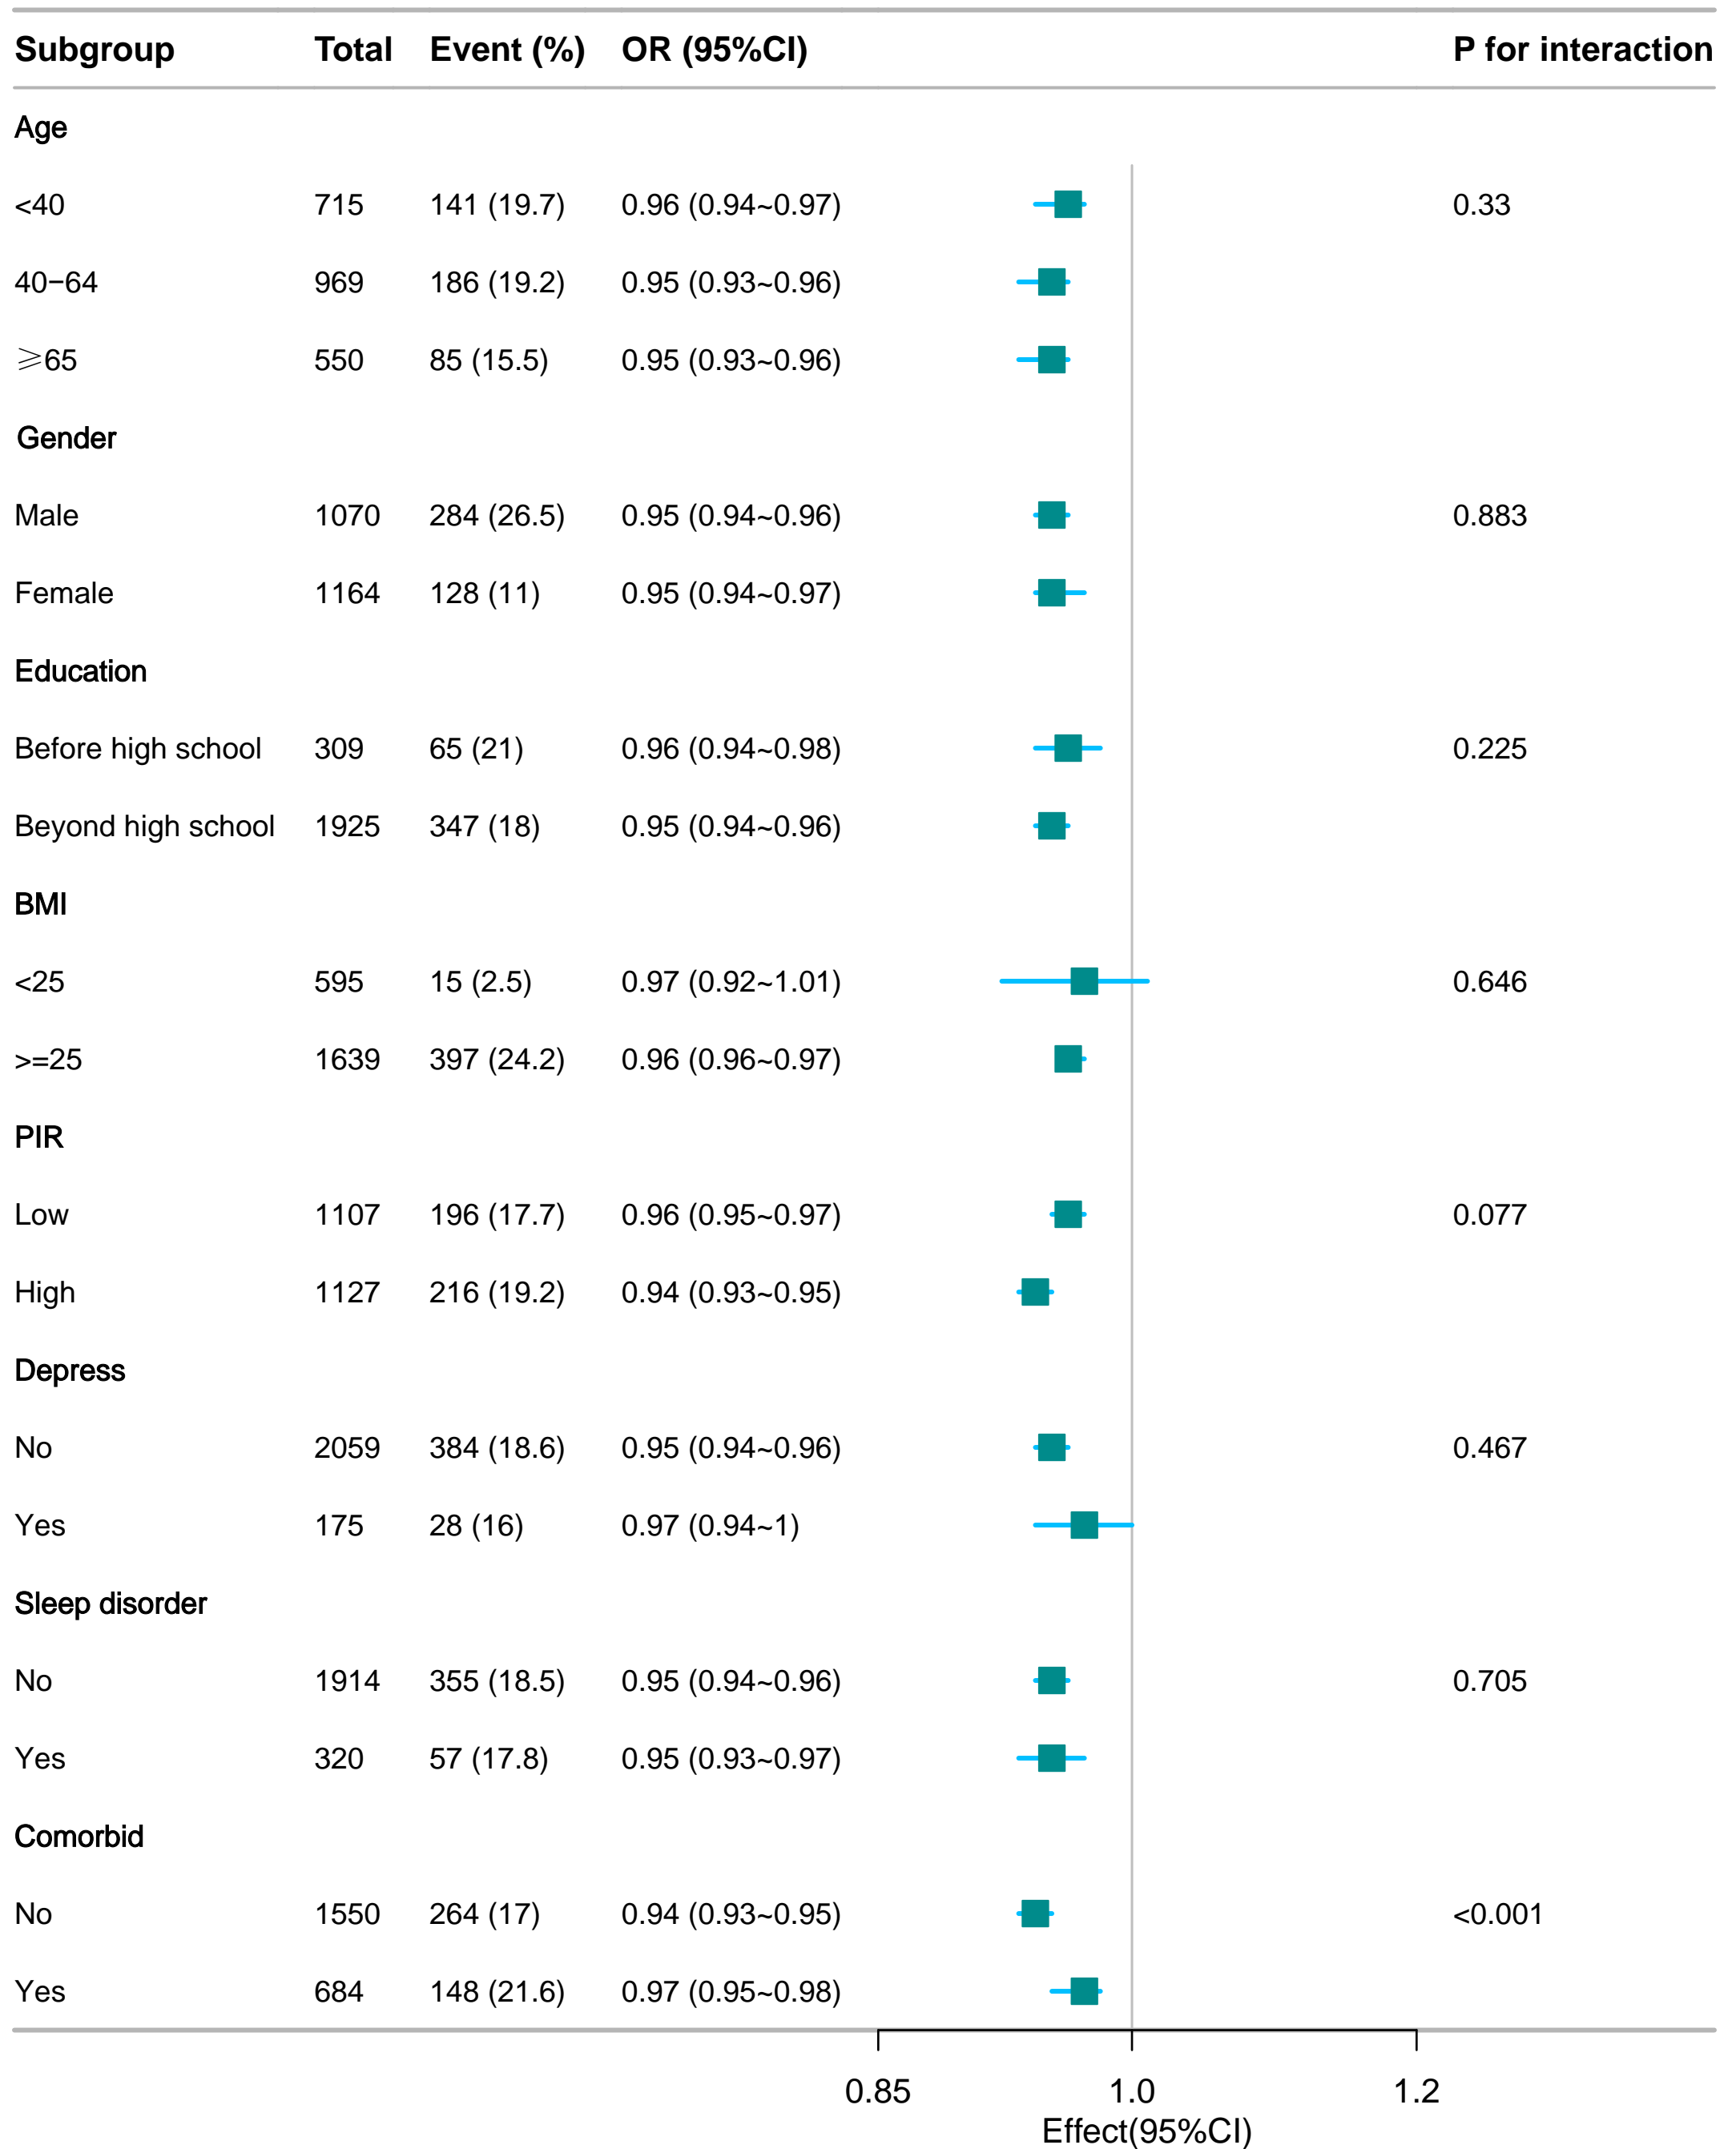 Subgroup Total Event (%) OR (95%CI) P for interaction
Age
<40 715 141 (19.7) 0.96 (0.94~0.97) 0.33
40−64 969 186 (19.2) 0.95 (0.93~0.96)
⩾65 550 85 (15.5) 0.95 (0.93~0.96)
Gender
Male 1070 284 (26.5) 0.95 (0.94~0.96) 0.883
Female 1164 128 (11) 0.95 (0.94~0.97)
Education
Before high school 309 65 (21) 0.96 (0.94~0.98) 0.225
Beyond high school 1925 347 (18) 0.95 (0.94~0.96)
BMI
<25 595 15 (2.5) 0.97 (0.92~1.01) 0.646
>=25 1639 397 (24.2) 0.96 (0.96~0.97)
PIR
Low 1107 196 (17.7) 0.96 (0.95~0.97) 0.077
High 1127 216 (19.2) 0.94 (0.93~0.95)
Depress
No 2059 384 (18.6) 0.95 (0.94~0.96) 0.467
Yes 175 28 (16) 0.97 (0.94~1)
Sleep disorder
No 1914 355 (18.5) 0.95 (0.94~0.96) 0.705
Yes 320 57 (17.8) 0.95 (0.93~0.97)
Comorbid
No 1550 264 (17) 0.94 (0.93~0.95) <0.001
Yes 684 148 (21.6) 0.97 (0.95~0.98)
0.85 1.0 1.2
Effect(95%CI)